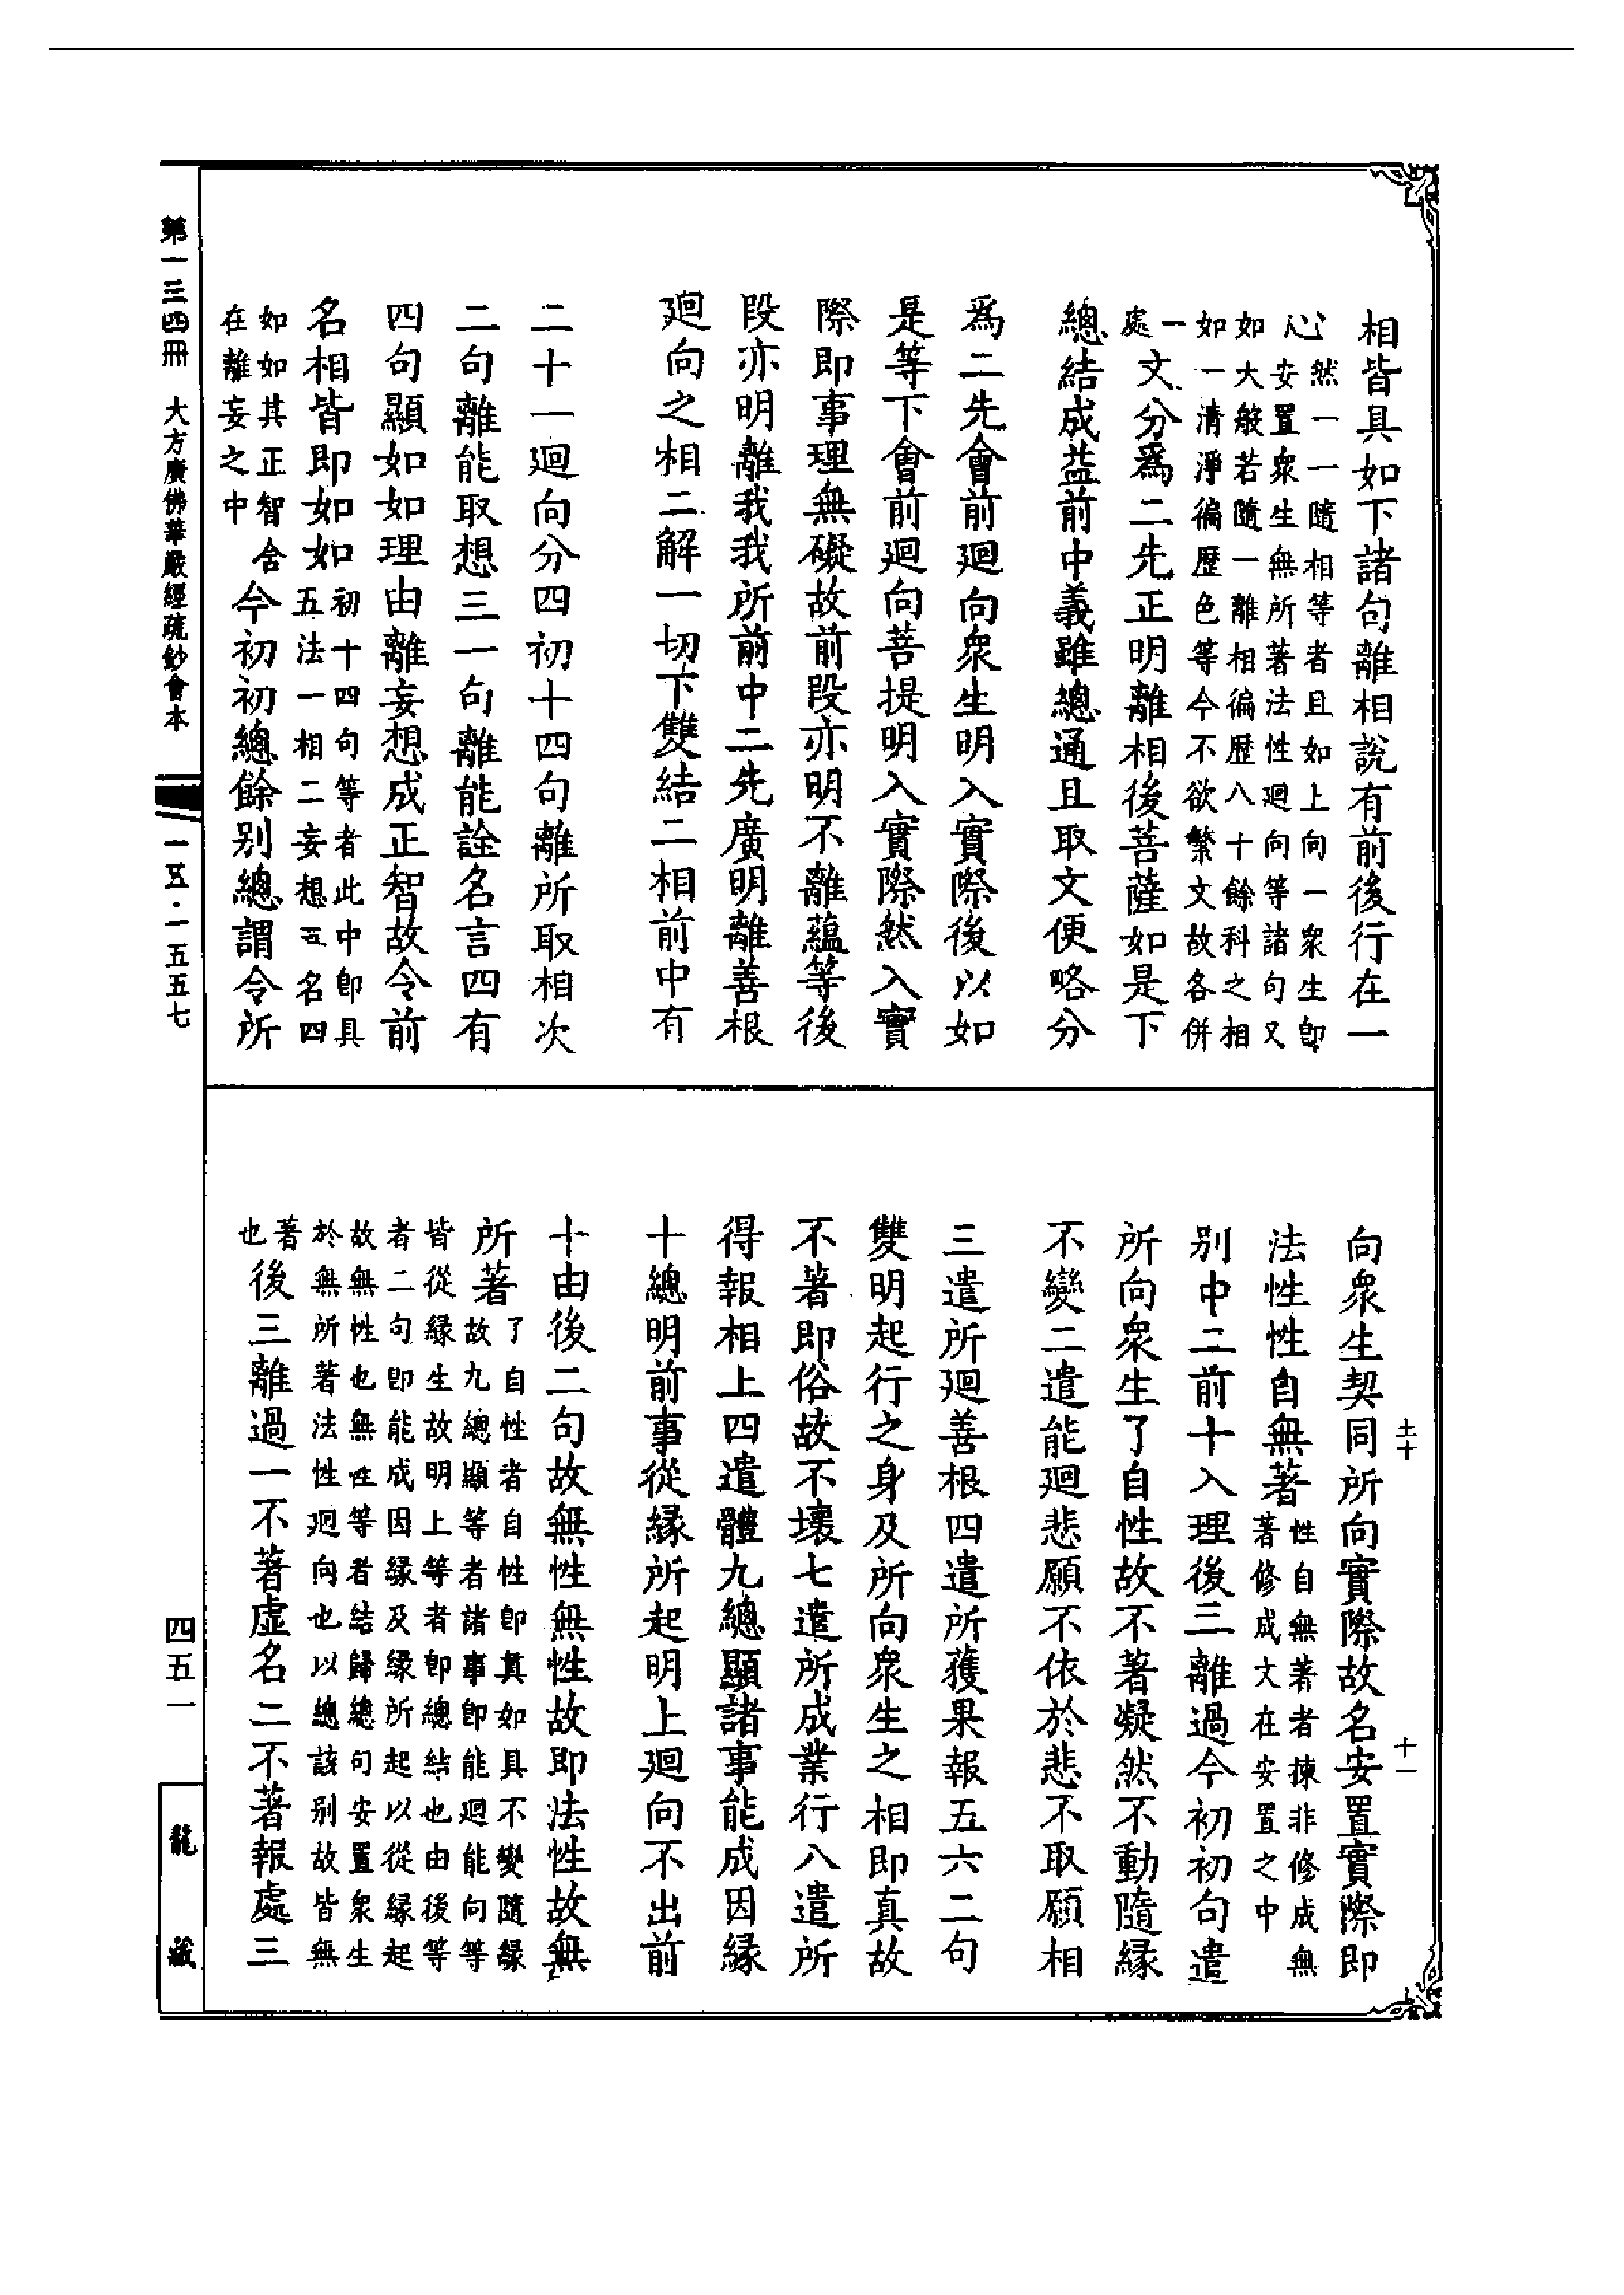 相皆具如下諸句離相說有前後行在一
心然一一隨相等者且如上向一衆生即
安置衆生無所著法性廻向等諸句又
如大般若隨一離相徧歷八十餘科之相
如一清淨徧歷色等今不欲繁文故各併
一
處文分為二先正明離相後菩薩如是下
總結成益前中義雖總通且取文便略分
為二先會前廻向衆生明入實際後以如
是等下會前廻向菩提明入實際然入實
際即事理無礙故前段亦明不離蘊等後
段亦明離我我所前中二先廣明離善根
廻向之相二解一切下雙結二相前中有
二十一廻向分四初十四句離所取相次
二句離能取想三一句離能詮名言四有
四句顯如如理由離妄想成正智故令前
名相皆即如如初十四句等者此中即具
五法一相二妄想三名四
如如其正智含
在離妄之中今初初總餘別總謂令所
第一三四冊 大方廣佛華嚴經疏鈔會本 一五·一五五七
向衆生契同所向實際故名安置實際即
法性性自無著性自無著者揀非修成無
著修成文在安置之中
別中二前十入理後三離過今初初句遣
所向衆生了自性故不著凝然不動隨緣
不變二遣能廻悲願不依於悲不取願相
三遣所廻善根四遣所獲果報五六二句
雙明起行之身及所向衆生之相即真故
不著即俗故不壞七遣所成業行八遣所
得報相上四遣體九總顯諸事能成因緣
十總明前事從緣所起明上廻向不出前
十由後二句故無性無性故即法性故無
所著了自性者自性即真如具不變隨緣
故九總顯等者諸事即能廻能向等
皆從緣生故明上等者即總結也由後等
者二句即能成因緣及緣所起以從緣起
故無性也無性等者結歸總句安置衆生
於無所著法性廻向也以總該別故皆無
著
也後三離過一不著虛名二不著報處三
土十
十一
四五一
龍藏